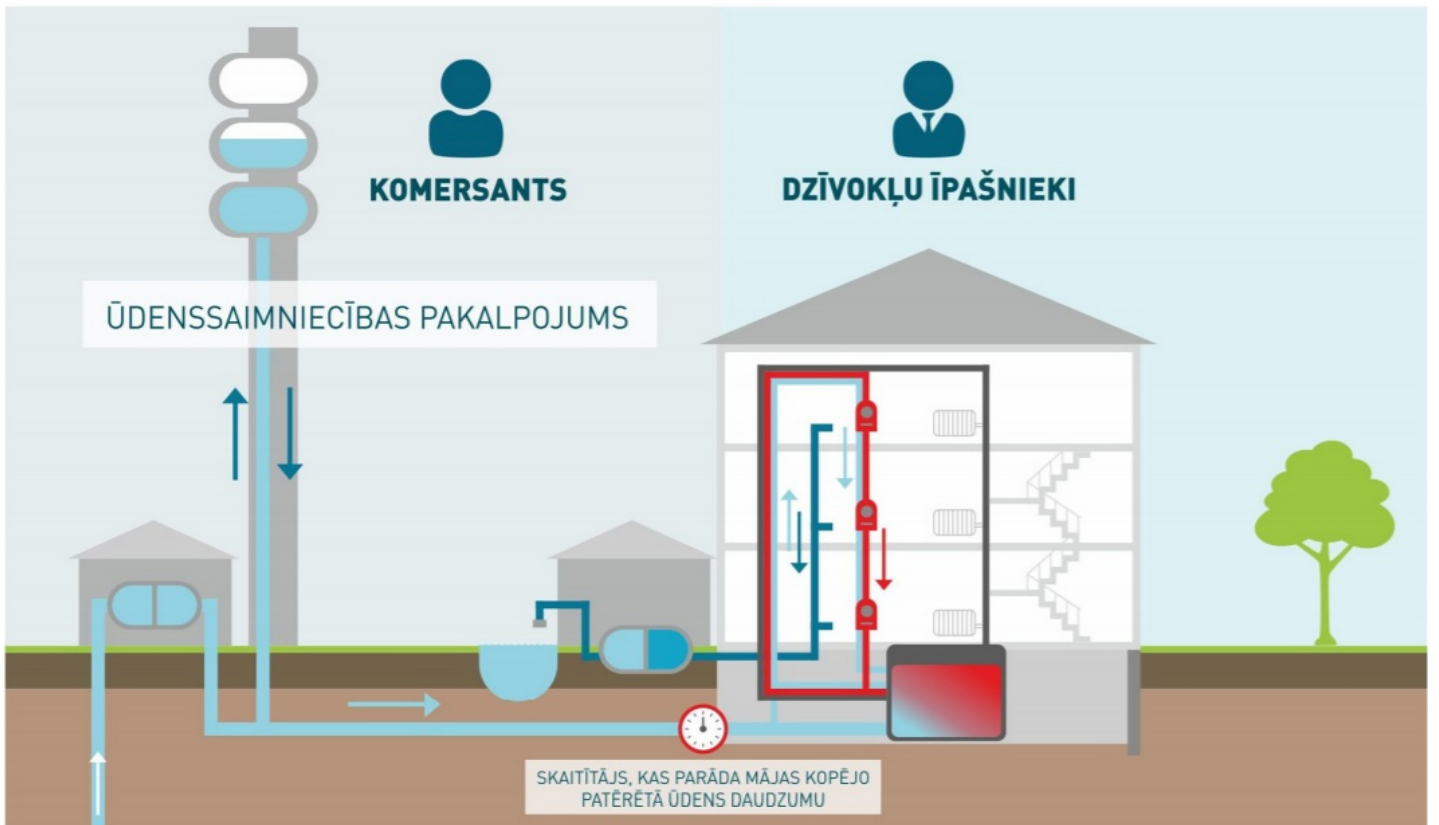 KOMERSANTS
DZĪVOKĻU ĪPAŠNIEKI
ŪDENSSAIMNIECĪBAS PAKALPOJUMS
SKAITĪTĀJS, KAS PARĀDA MĀJAS KOPĒJO
PATĒRĒTĀ ŪDENS DAUDZUMU